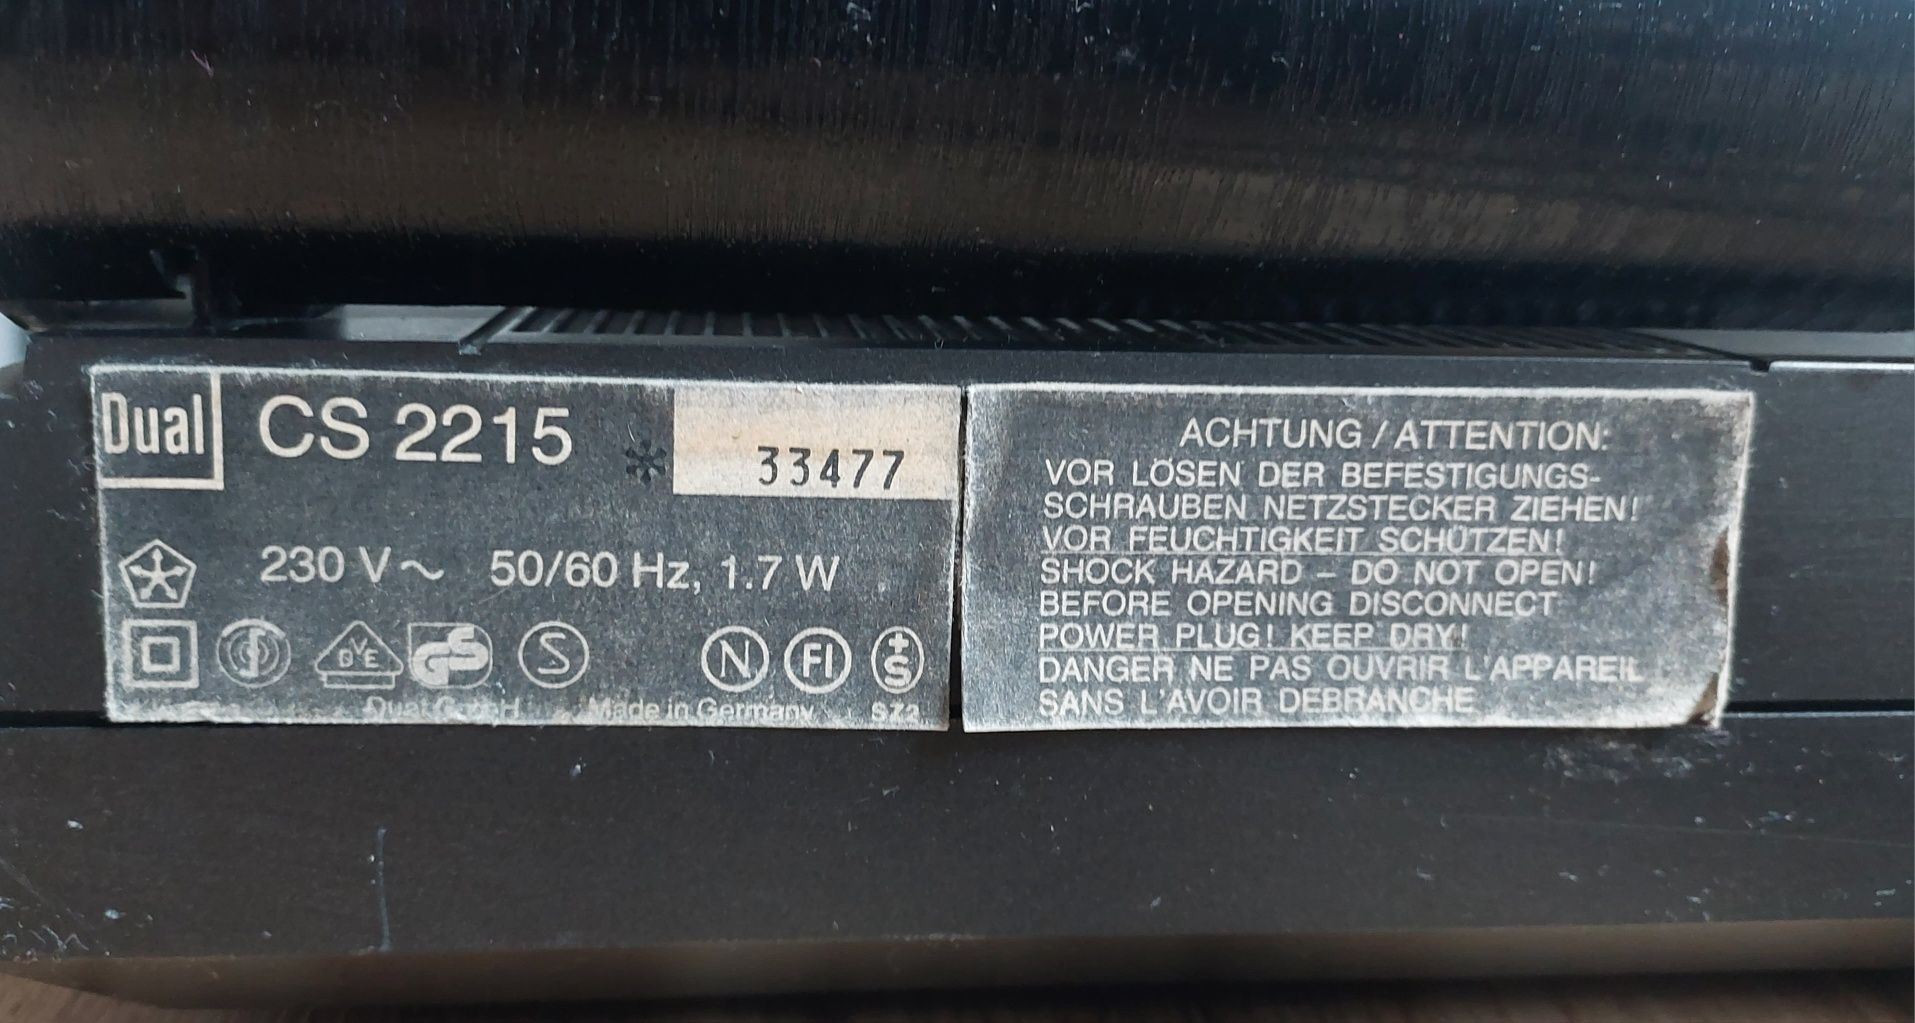 Dual CS 2215 * 33477
230 V ~ 50/60 Hz, 1.7 W
D V E GS S N FI +S
Dual GmbH Made in Germany
ACHTUNG / ATTENTION:
VOR LÖSEN DER BEFESTIGUNGS-
SCHRAUBEN NETZSTECKER ZIEHEN!
VOR FEUCHTIGKEIT SCHÜTZEN!
SHOCK HAZARD – DO NOT OPEN!
BEFORE OPENING DISCONNECT
POWER PLUG! KEEP DRY!
DANGER NE PAS OUVRIR L'APPAREIL
SANS L'AVOIR DEBRANCHE